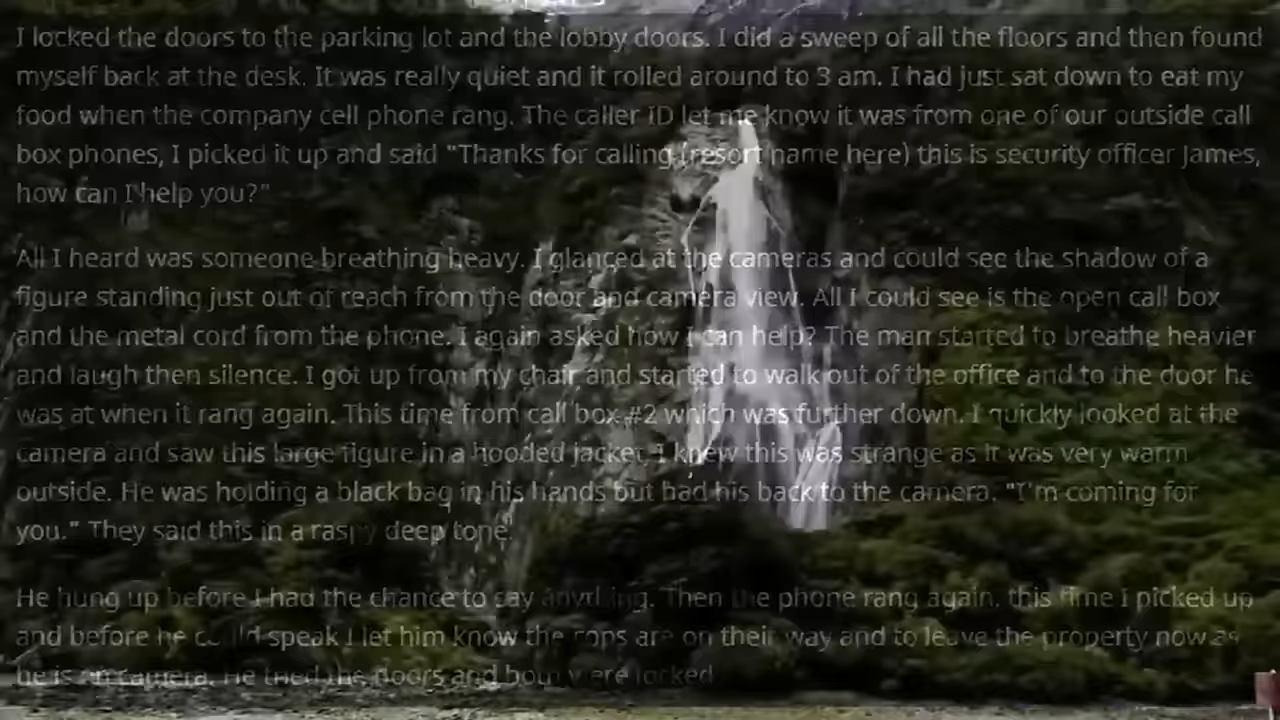 I locked the doors to the parking lot and the lobby doors. I did a sweep of all the floors and then found
myself back at the desk. It was really quiet and it rolled around to 3 am. I had just sat down to eat my
food when the company cell phone rang. The caller ID let me know it was from one of our outside call
box phones, I picked it up and said "Thanks for calling (resort name here) this is security officer James,
how can I help you?"
All I heard was someone breathing heavy. I glanced at the cameras and could see the shadow of a
figure standing just out of reach from the door and camera view. All I could see is the open call box
and the metal cord from the phone. I again asked how I can help? The man started to breathe heavier
and laugh then silence. I got up from my chair and started to walk out of the office and to the door he
was at when it rang again. This time from call box #2 which was further down. I quickly looked at the
camera and saw this large figure in a hooded jacket. I knew this was strange as it was very warm
outside. He was holding a black bag in his hands but had his back to the camera. "I'm coming for
you." They said this in a raspy deep tone.
He hung up before I had the chance to say anything. Then the phone rang again. this time I picked up
and before he could speak I let him know the cops are on their way and to leave the property now as
he is on camera. He tried the doors and both were locked